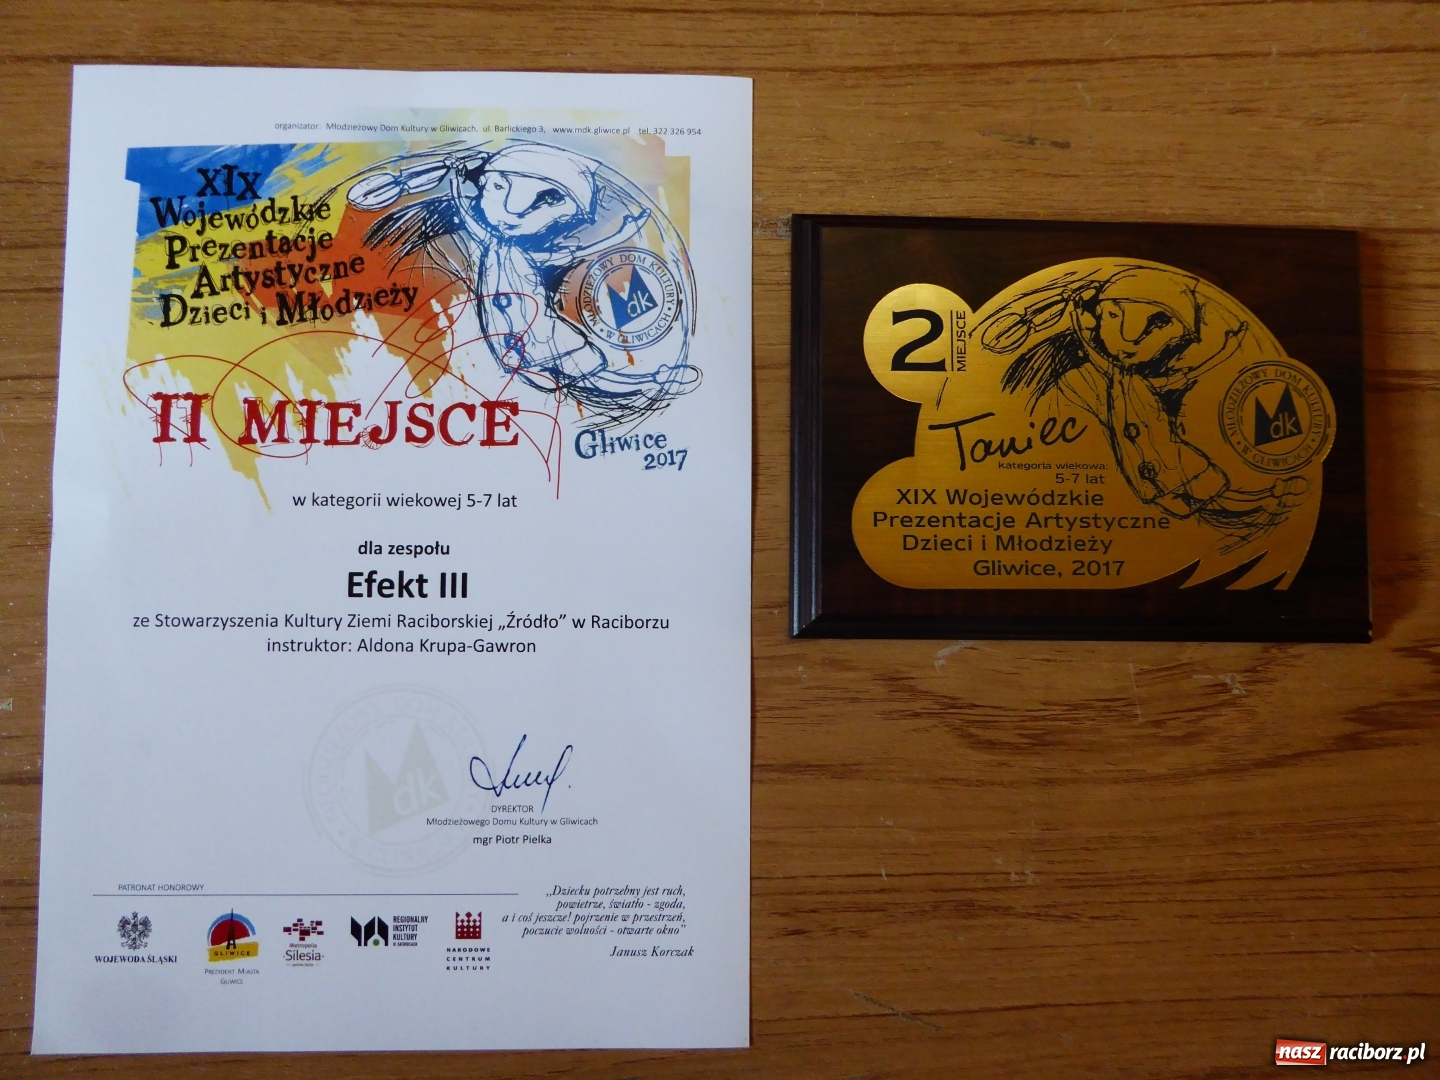 organizator: Młodzieżowy Dom Kultury w Gliwicach, ul. Barlickiego 3, www.mdk.gliwice.pl tel. 322 326 954
XIX
Wojewódzkie
Prezentacje
Artystyczne
Dzieci i Młodzieży
MŁODZIEŻOWY DOM KULTURY
Mdk
W GLIWICACH
II MIEJSCE
Gliwice
2017
w kategorii wiekowej 5-7 lat
dla zespołu
Efekt III
ze Stowarzyszenia Kultury Ziemi Raciborskiej „Źródło” w Raciborzu
instruktor: Aldona Krupa-Gawron
DYREKTOR
Młodzieżowego Domu Kultury w Gliwicach
mgr Piotr Pielka
PATRONAT HONOROWY
WOJEWODA ŚLĄSKI
GLIWICE
PREZYDENT MIASTA
GLIWICE
Metropolia
Silesia
REGIONALNY
INSTYTUT
KULTURY
W KATOWICACH
NARODOWE
CENTRUM
KULTURY
„Dziecku potrzebny jest ruch,
powietrze, światło - zgoda,
a i coś jeszcze! pojrzenie w przestrzeń,
poczucie wolności - otwarte okno”
Janusz Korczak
2 MIEJSCE
Taniec
kategoria wiekowa:
5-7 lat
XIX Wojewódzkie
Prezentacje Artystyczne
Dzieci i Młodzieży
Gliwice, 2017
MŁODZIEŻOWY DOM KULTURY
Mdk
W GLIWICACH
nasz raciborz.pl